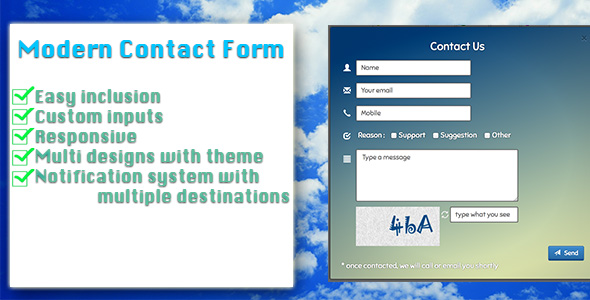 Modern Contact Form
Easy inclusion
Custom inputs
Responsive
Multi designs with theme
Notification system with
multiple destinations
Contact Us
Name
Your email
Mobile
Reason : Support Suggestion Other
Type a message
4bA
type what you see
Send
* once contacted, we will call or email you shortly